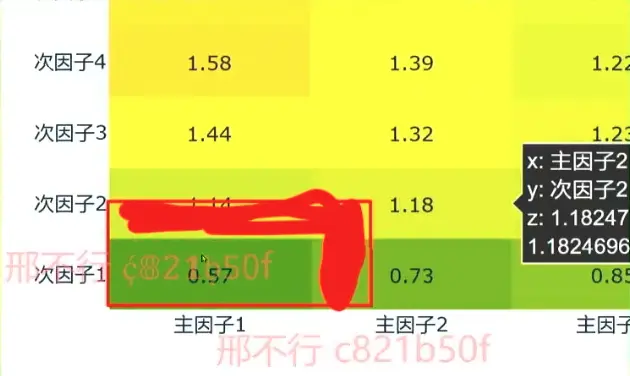 次因子4 1.58 1.39 1.22
次因子3 1.44 1.32 1.23
x: 主因子2
次因子2 1.14 1.18 y: 次因子2
z: 1.18247
1.1824696
邢不行 c821b50f
次因子1 0.57 0.73 0.85
主因子1 主因子2 主因子
邢不行 c821b50f